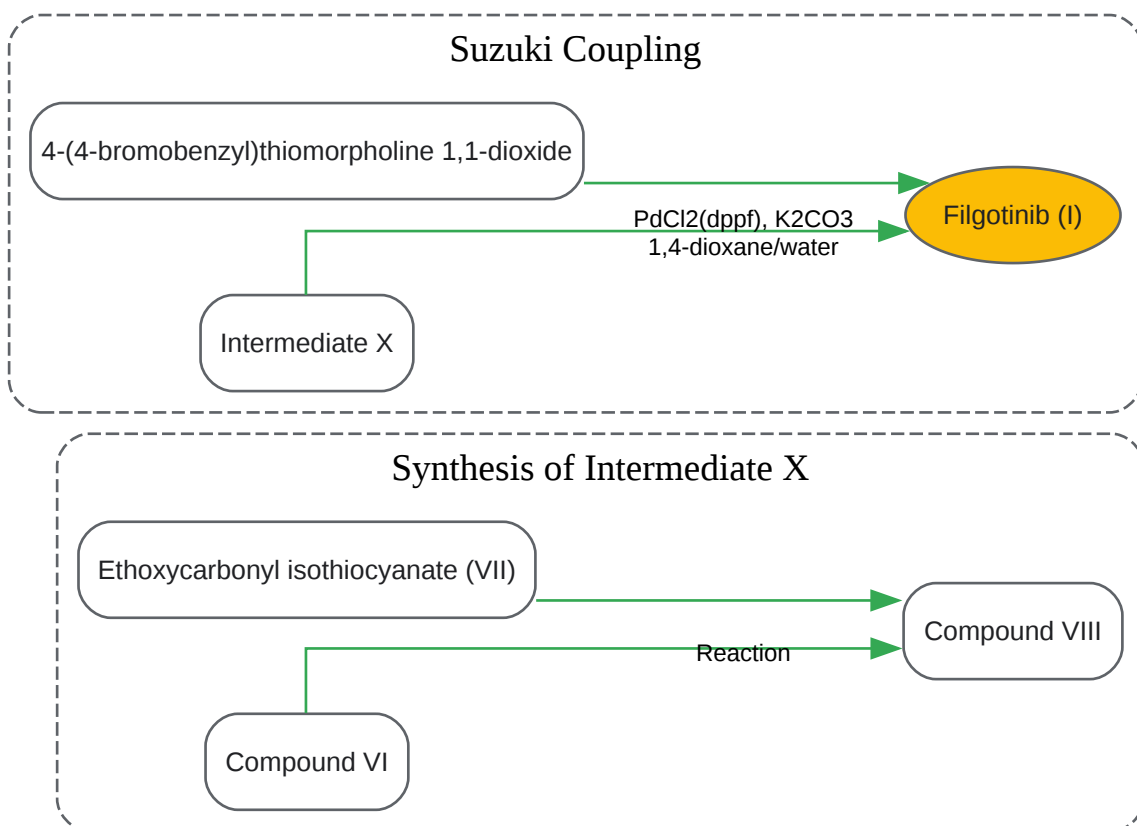 Suzuki Coupling
4-(4-bromobenzyl)thiomorpholine 1,1-dioxide
Filgotinib (I)
PdCl2(dppf), K2CO3
1,4-dioxane/water
Intermediate X
Synthesis of Intermediate X
Ethoxycarbonyl isothiocyanate (VII)
Compound VIII
Reaction
Compound VI